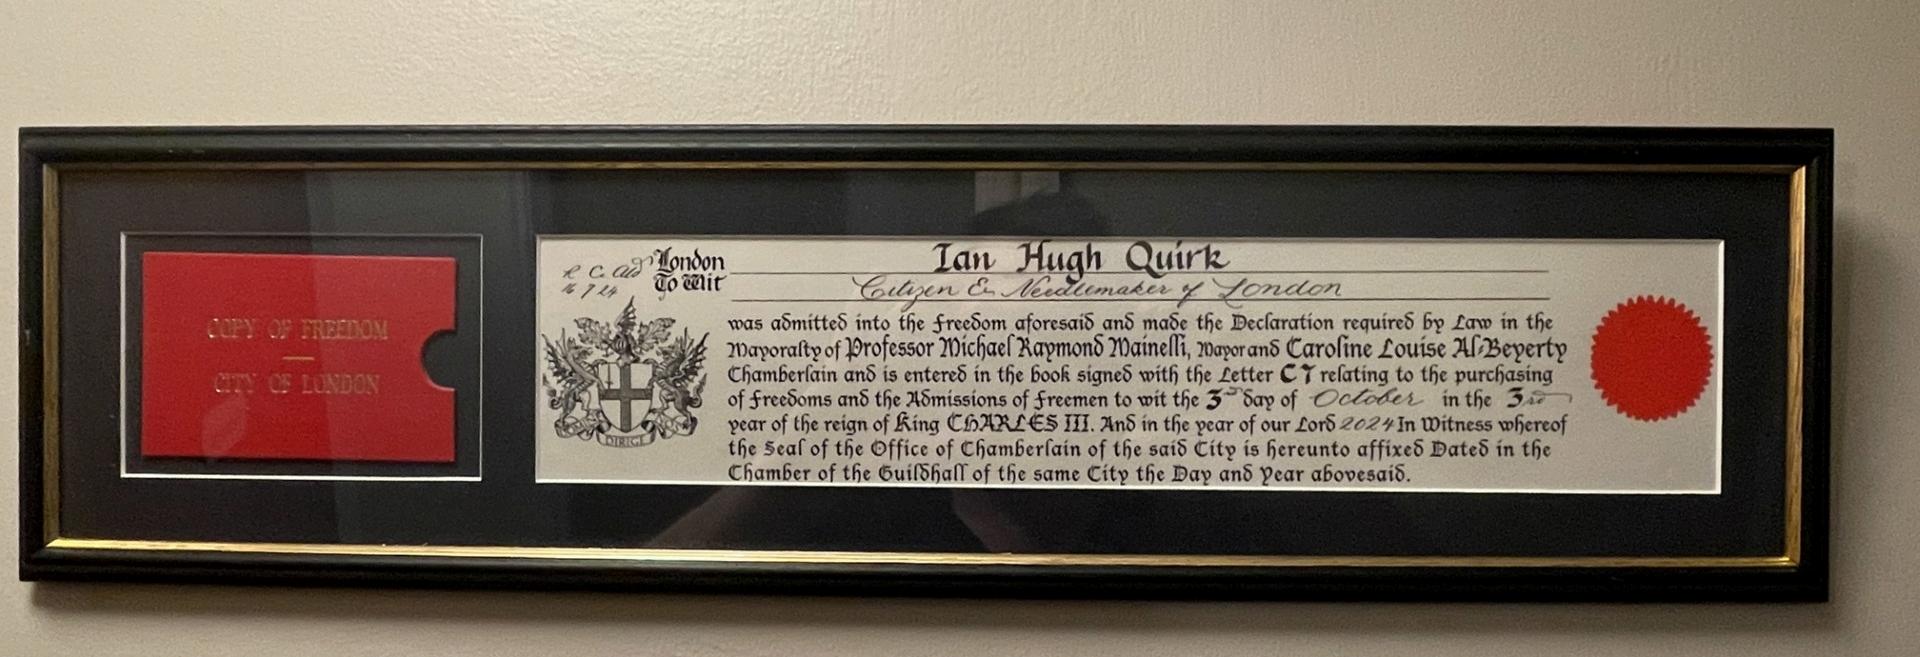 COPY OF FREEDOM
CITY OF LONDON
R. C. Ald
16 7 24
London
To Wit
Ian Hugh Quirk
Citizen & Needlemaker of London
was admitted into the Freedom aforesaid and made the Declaration required by Law in the
Mayoralty of Professor Michael Raymond Mainelli, Mayor and Caroline Louise Al-Beyerty
Chamberlain and is entered in the book signed with the Letter CT relating to the purchasing
of Freedoms and the Admissions of Freemen to wit the 3rd day of October in the 3rd
year of the reign of King CHARLES III. And in the year of our Lord 2024 In Witness whereof
the Seal of the Office of Chamberlain of the said City is hereunto affixed Dated in the
Chamber of the Guildhall of the same City the Day and Year abovesaid.
DIRIGE